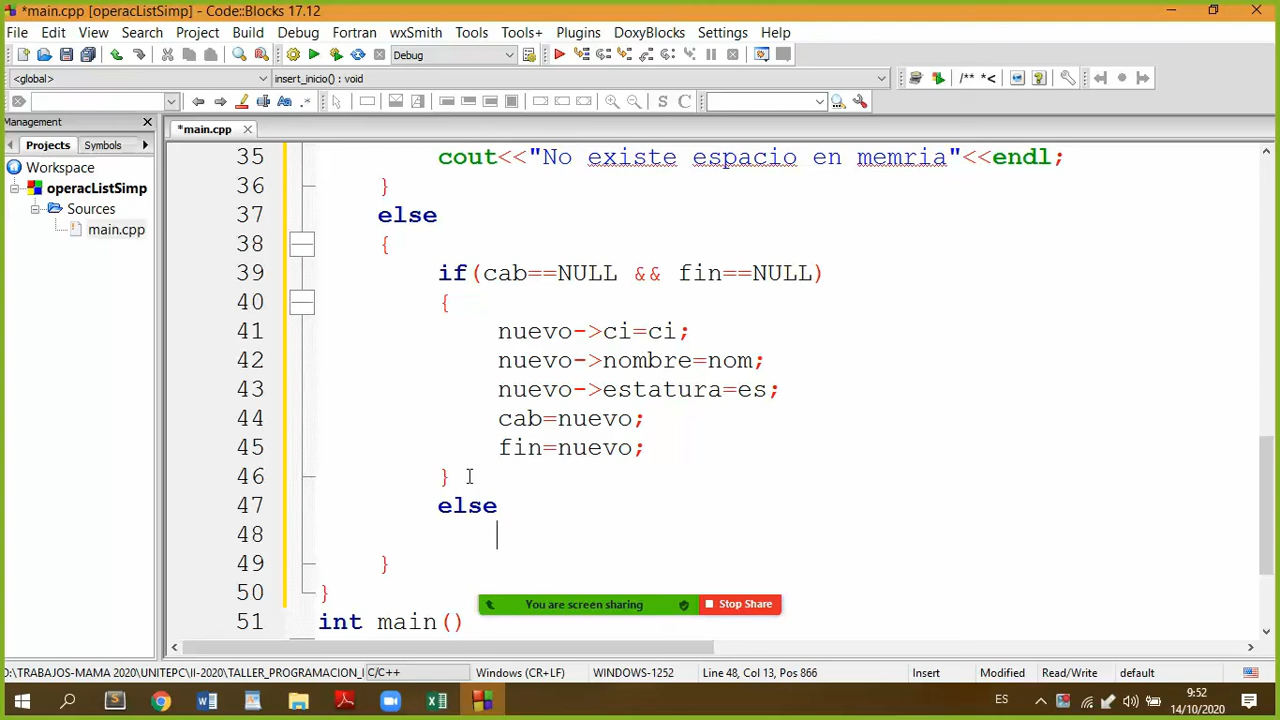 *main.cpp [operacListSimp] - Code::Blocks 17.12
File Edit View Search Project Build Debug Fortran wxSmith Tools Tools+ Plugins DoxyBlocks Settings Help
Debug
<global> insert_inicio() : void /** *<
Aa .* S C
Management × *main.cpp ×
Projects Symbols
Workspace
operacListSimp
Sources
main.cpp
35 cout<<"No existe espacio en memria"<<endl;
36 }
37 else
38 {
39 if(cab==NULL && fin==NULL)
40 {
41 nuevo->ci=ci;
42 nuevo->nombre=nom;
43 nuevo->estatura=es;
44 cab=nuevo;
45 fin=nuevo;
46 }
47 else
48
49 }
50 }
51 int main()
You are screen sharing Stop Share
D:\TRABAJOS-MAMA 2020\UNITEPC\II-2020\TALLER_PROGRAMACION_I C/C++ Windows (CR+LF) WINDOWS-1252 Line 48, Col 13, Pos 866 Insert Modified Read/Write default
ES 9:52
14/10/2020